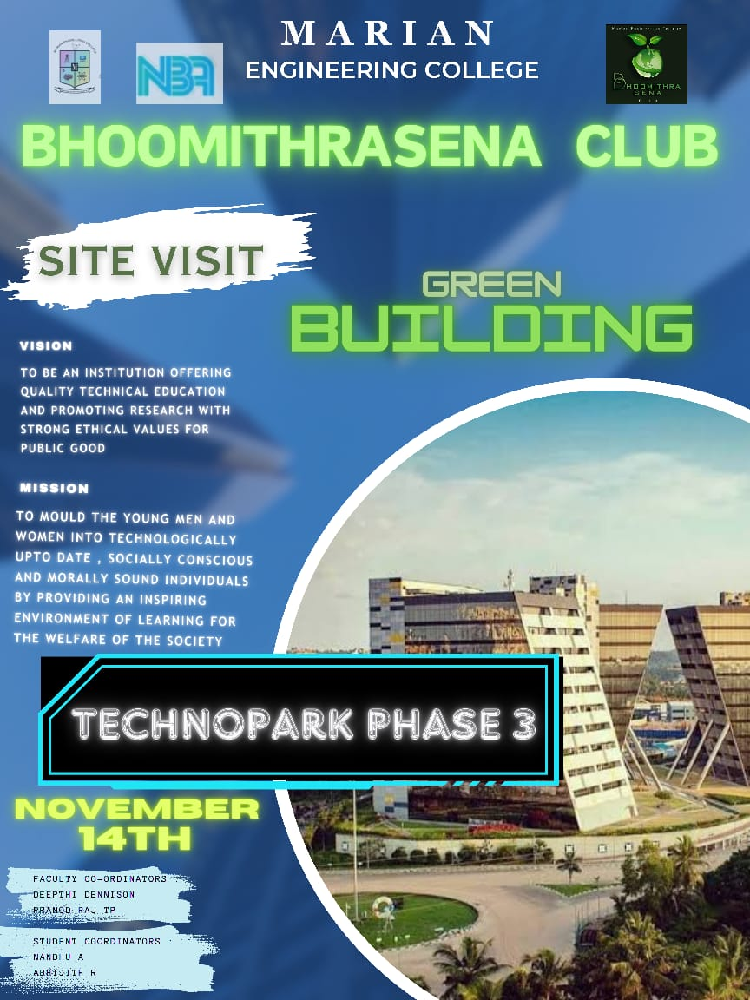 MARIAN
ENGINEERING COLLEGE
NBA
Marian Engineering College
BHOOMITHRA
SENA
BHOOMITHRASENA CLUB
SITE VISIT
GREEN
BUILDING
VISION
TO BE AN INSTITUTION OFFERING
QUALITY TECHNICAL EDUCATION
AND PROMOTING RESEARCH WITH
STRONG ETHICAL VALUES FOR
PUBLIC GOOD
MISSION
TO MOULD THE YOUNG MEN AND
WOMEN INTO TECHNOLOGICALLY
UPTO DATE , SOCIALLY CONSCIOUS
AND MORALLY SOUND INDIVIDUALS
BY PROVIDING AN INSPIRING
ENVIRONMENT OF LEARNING FOR
THE WELFARE OF THE SOCIETY
TECHNOPARK PHASE 3
NOVEMBER
14TH
FACULTY CO-ORDINATORS :
DEEPTHI DENNISON
PRAMOD RAJ TP
STUDENT COORDINATORS :
NANDHU A
ABHIJITH R